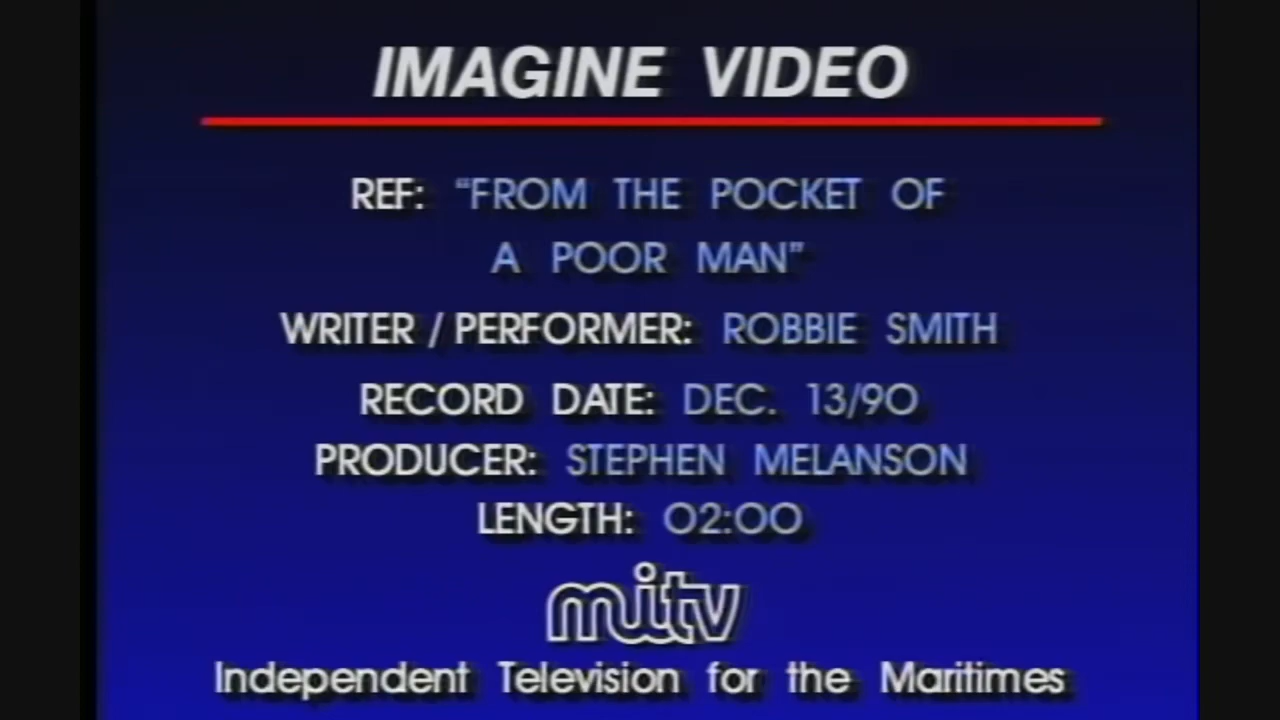 IMAGINE VIDEO
REF: “FROM THE POCKET OF
A POOR MAN”
WRITER / PERFORMER: ROBBIE SMITH
RECORD DATE: DEC. 13/90
PRODUCER: STEPHEN MELANSON
LENGTH: 02:00
mitv
Independent Television for the Maritimes